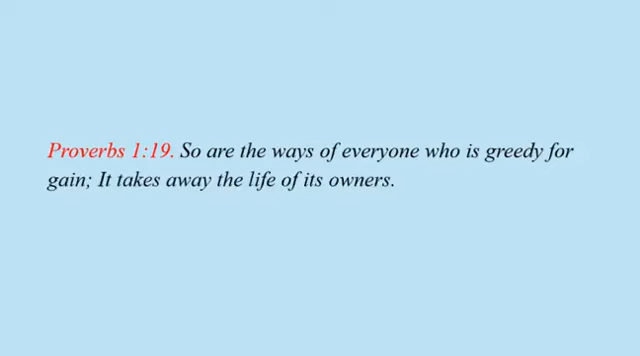 Proverbs 1:19. So are the ways of everyone who is greedy for
gain; It takes away the life of its owners.